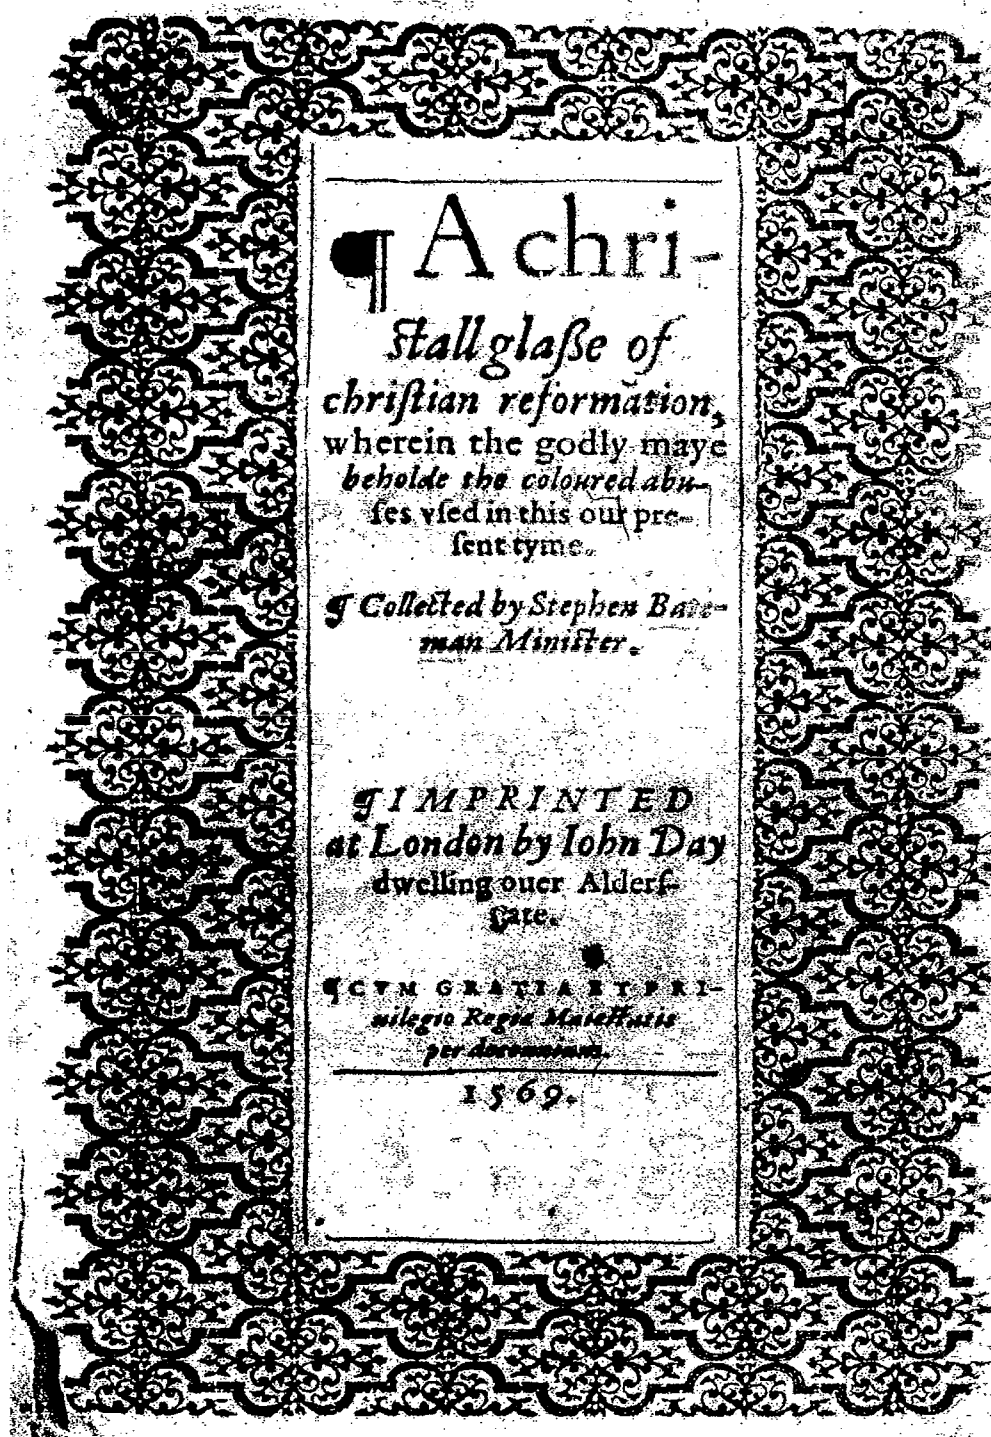 ¶ A chri-
ſtall glaſſe of
chriſtian reformation,
wherein the godly maye
beholde the coloured abu-
ſes vſed in this our pre-
ſent tyme.
¶ Collected by Stephen Bate-
man Miniſter.
¶ IMPRINTED
at London by Iohn Day
dwelling ouer Alderſ-
gate.
¶ CVM GRATIA ET PRI-
uilegio Regiæ Maieſtatis
per decennium.
1569.